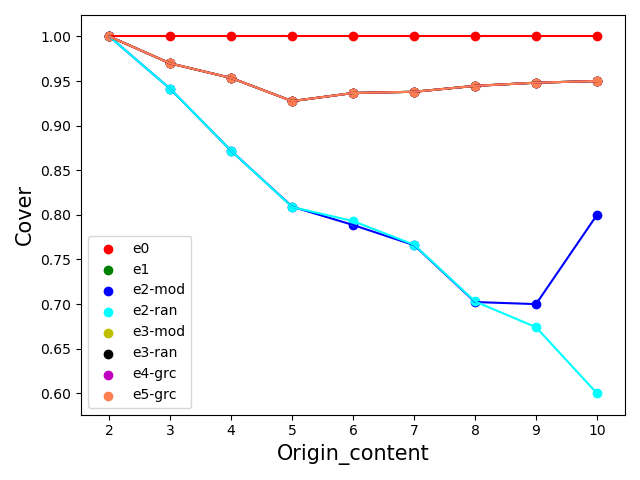 1.00
0.95
0.90
0.85
0.80
0.75
0.70
0.65
0.60
Cover
e0
e1
e2-mod
e2-ran
e3-mod
e3-ran
e4-grc
e5-grc
2 3 4 5 6 7 8 9 10
Origin_content